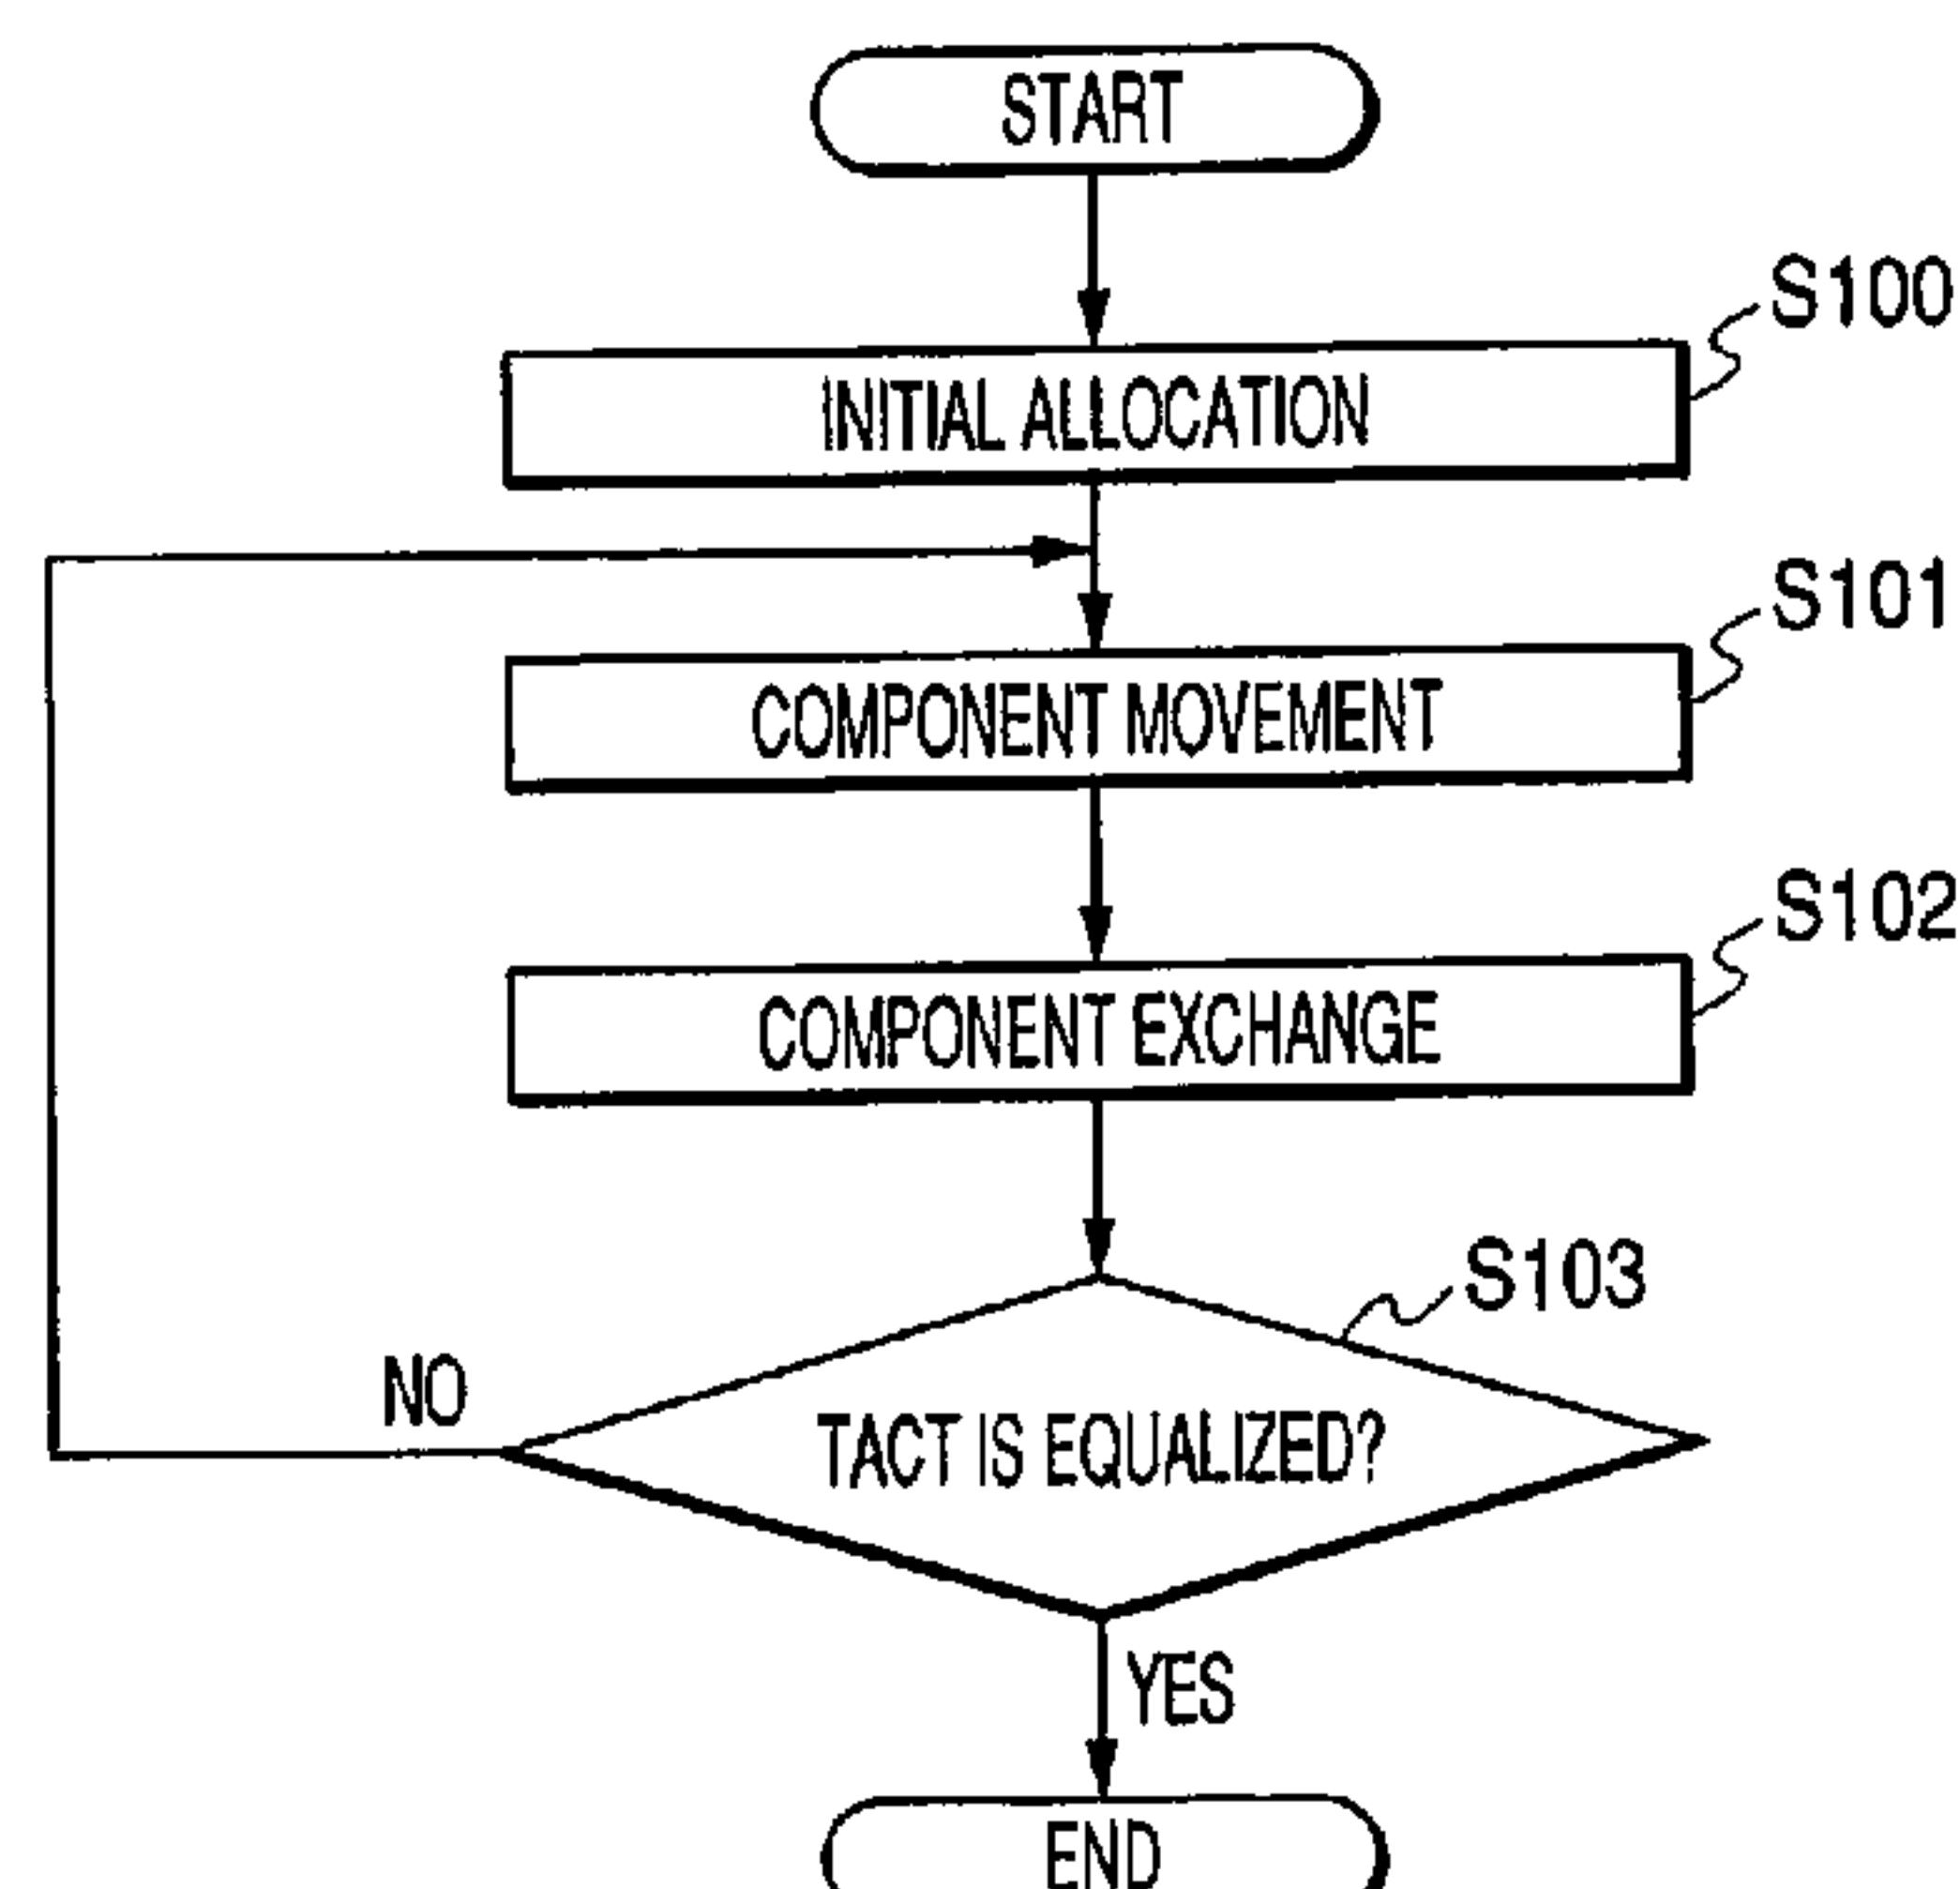 START
S100
INITIAL ALLOCATION
S101
COMPONENT MOVEMENT
S102
COMPONENT EXCHANGE
S103
NO
TACT IS EQUALIZED?
YES
END